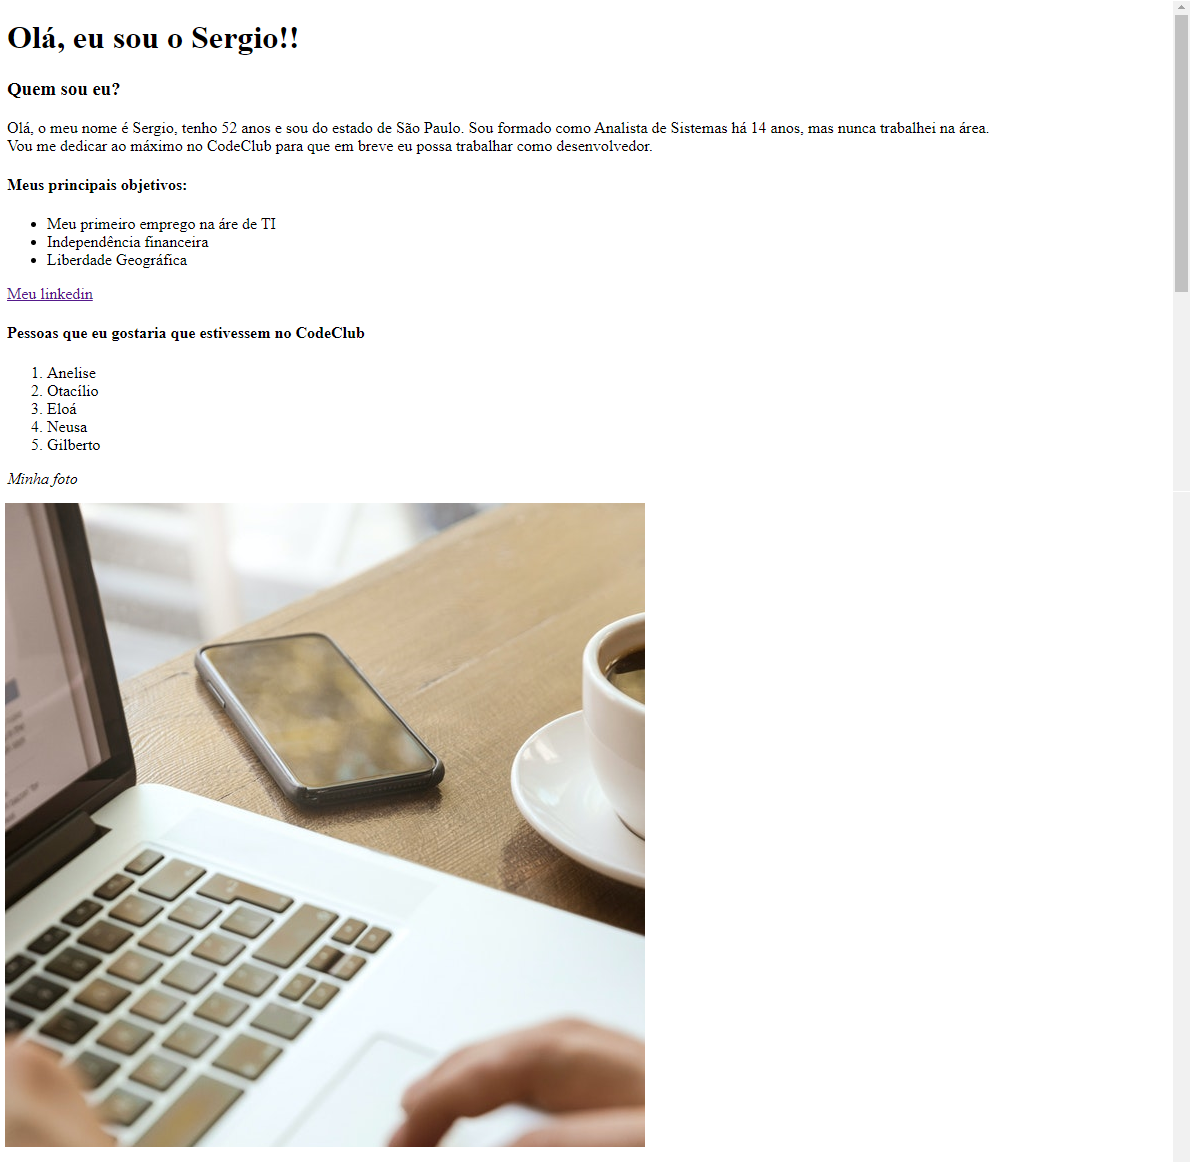 Olá, eu sou o Sergio!!
Quem sou eu?
Olá, o meu nome é Sergio, tenho 52 anos e sou do estado de São Paulo. Sou formado como Analista de Sistemas há 14 anos, mas nunca trabalhei na área.
Vou me dedicar ao máximo no CodeClub para que em breve eu possa trabalhar como desenvolvedor.
Meus principais objetivos:
• Meu primeiro emprego na áre de TI
• Independência financeira
• Liberdade Geográfica
Meu linkedin
Pessoas que eu gostaria que estivessem no CodeClub
1. Anelise
2. Otacílio
3. Eloá
4. Neusa
5. Gilberto
Minha foto